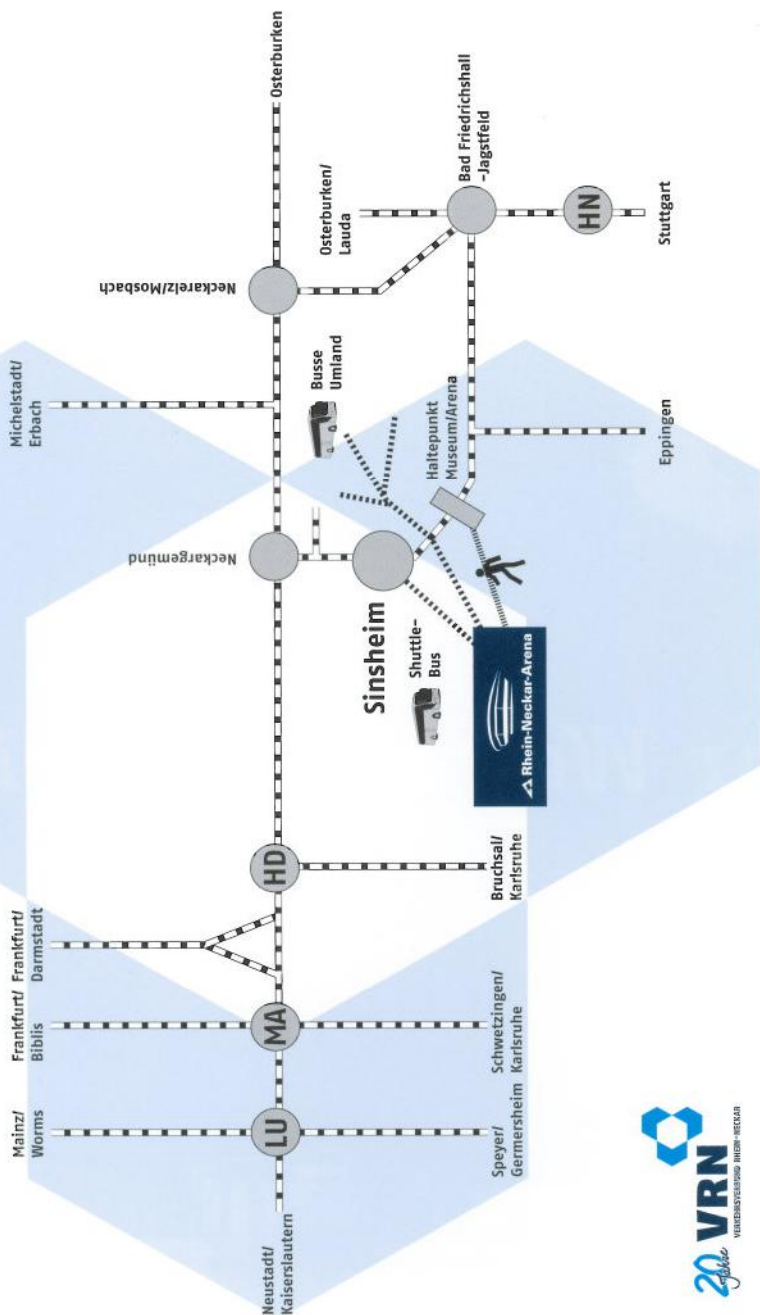 Mainz/
Worms
Frankfurt/
Biblis
Frankfurt/
Darmstadt
Michelstadt/
Erbach
Neustadt/
Kaiserslautern
LU
MA
HD
Neckargemünd
Neckarelz/Mosbach
Osterburken
Speyer/
Germersheim
Schwetzingen/
Karlsruhe
Bruchsal/
Karlsruhe
Sinsheim
Shuttle-
Bus
Busse
Umland
Osterburken/
Lauda
Haltepunkt
Museum/Arena
Bad Friedrichshall
-Jagstfeld
Rhein-Neckar-Arena
HN
Eppingen
Stuttgart
20 Jahre
VRN
VERKEHRSVERBUND RHEIN-NECKAR